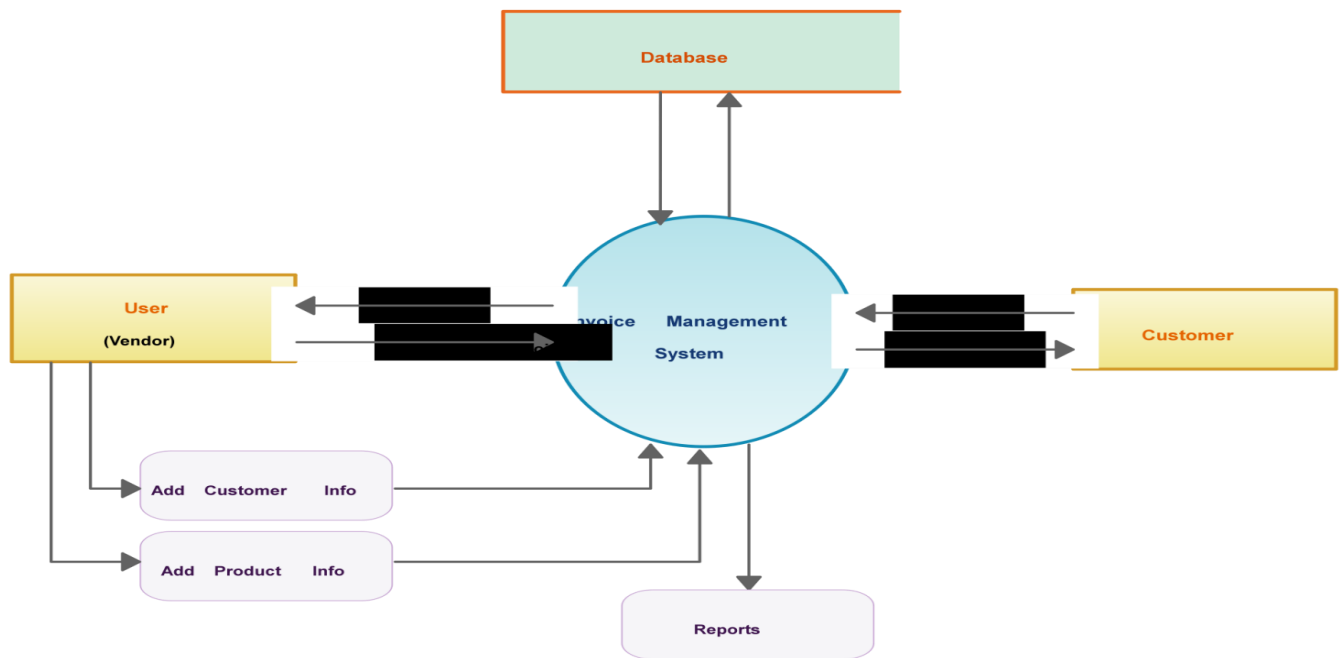 Database
User
(Vendor)
nvoice Management
System
Customer
Add Customer Info
Add Product Info
Reports